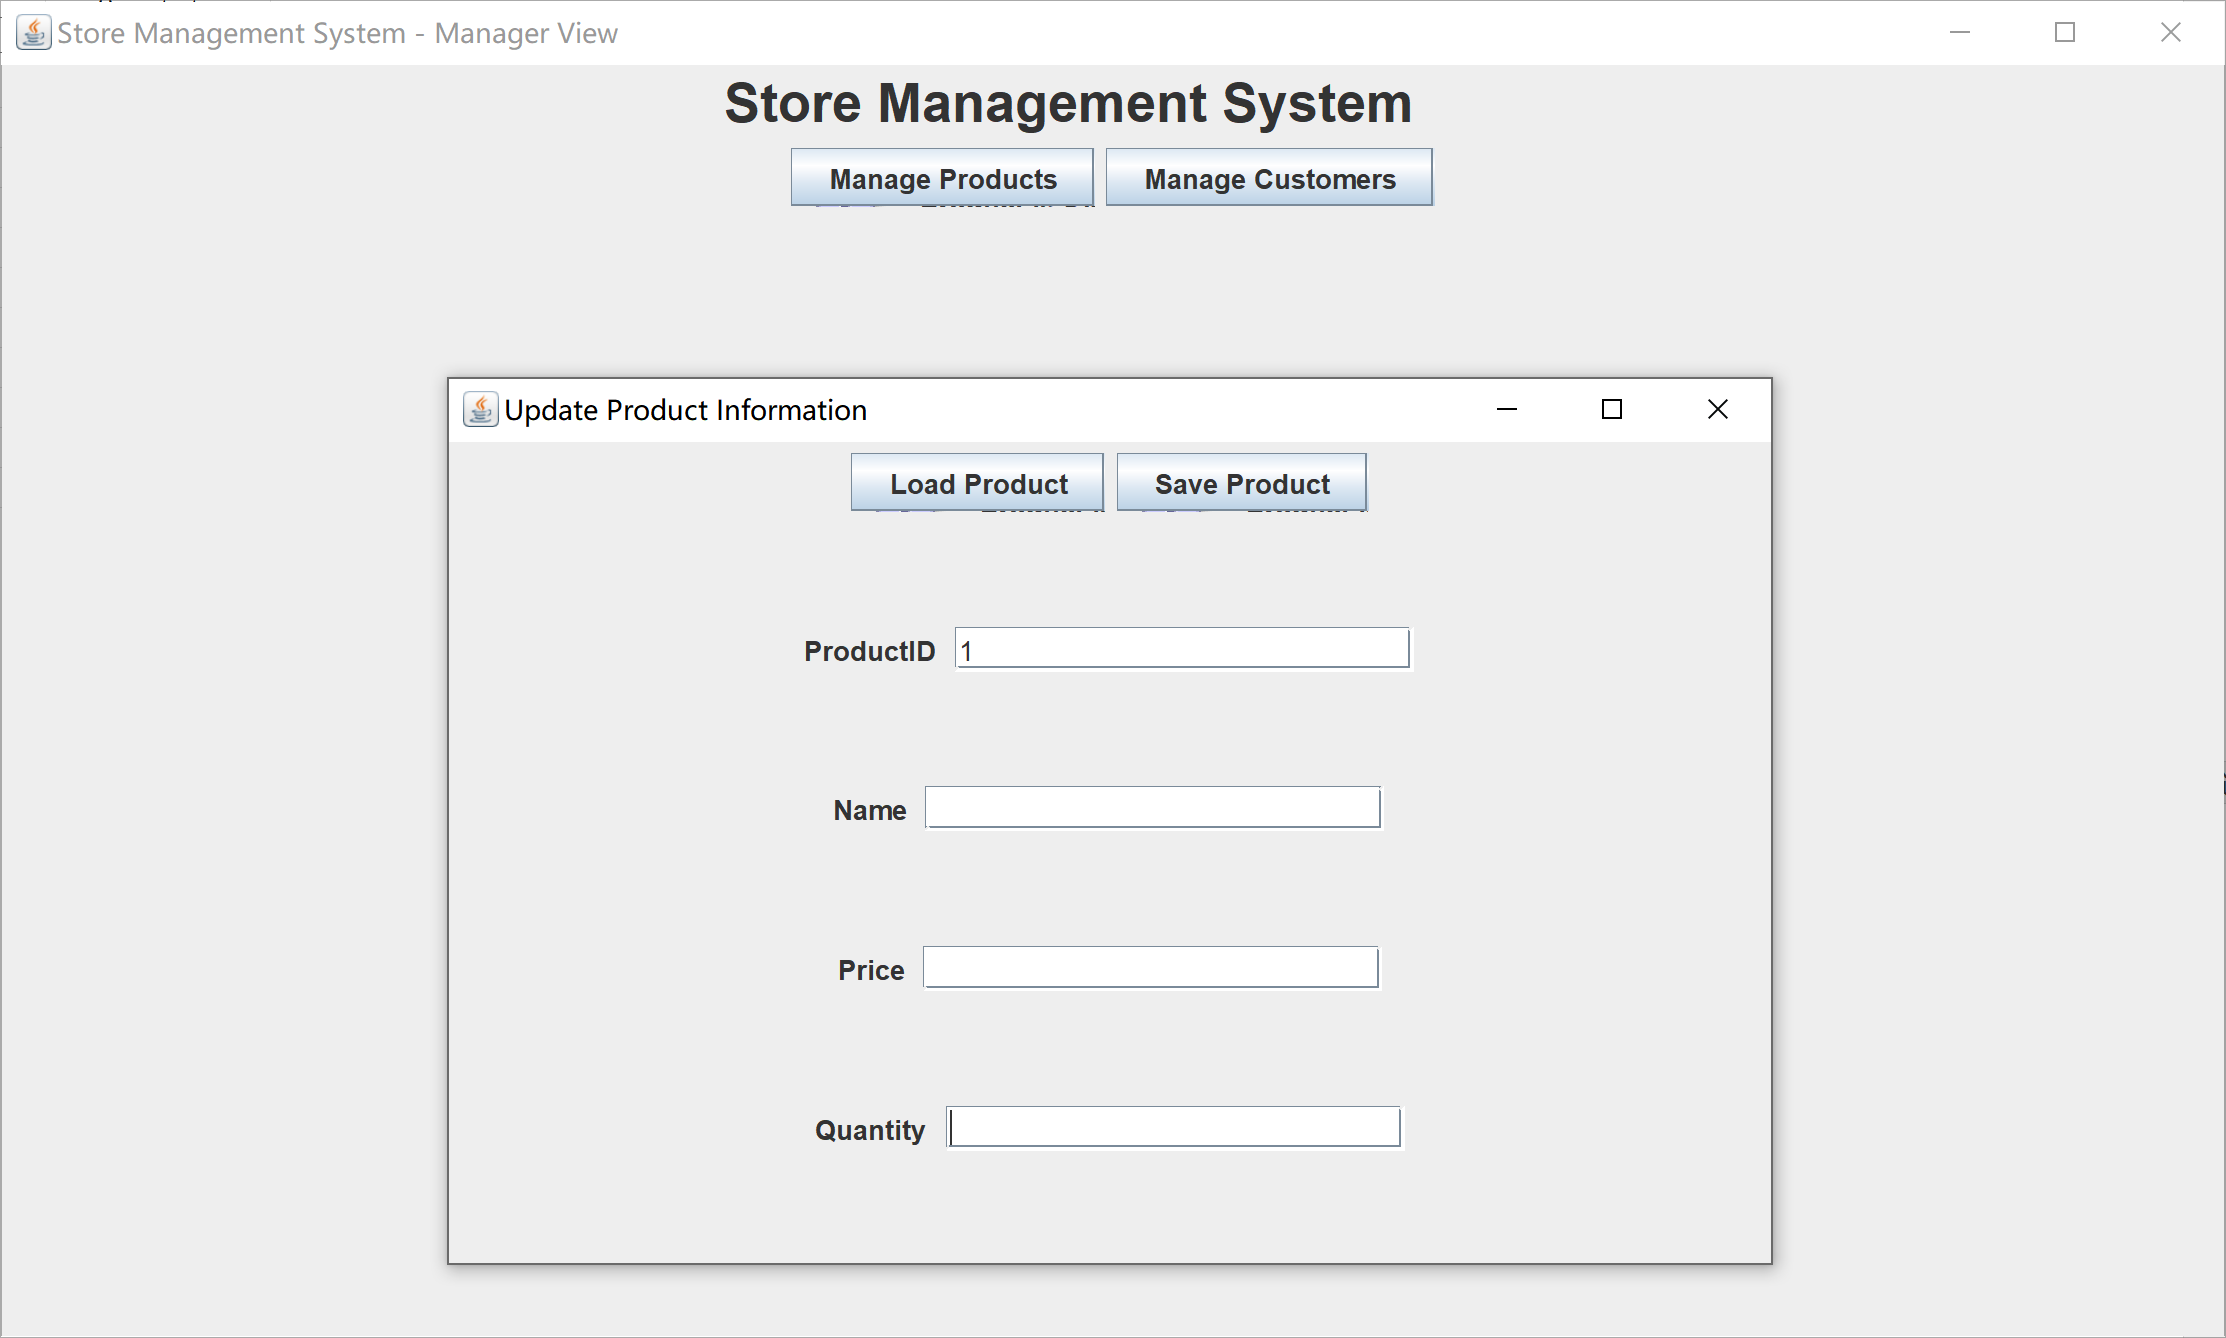 Store Management System - Manager View
Store Management System
Manage Products Manage Customers
Update Product Information
Load Product Save Product
ProductID 1
Name
Price
Quantity